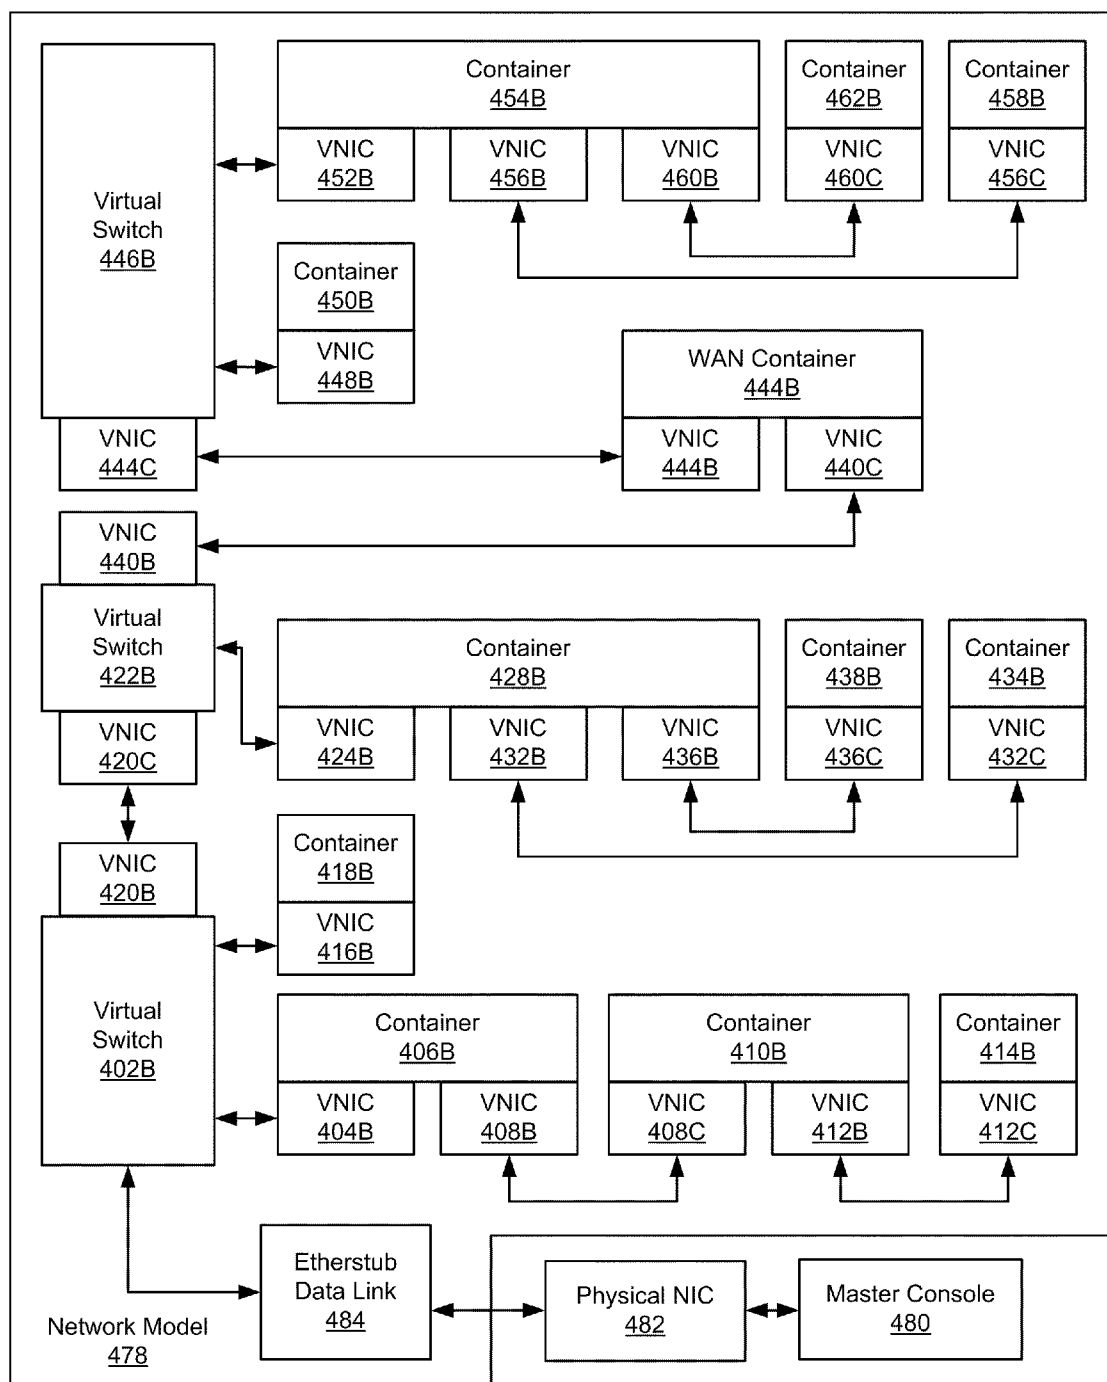 Container
454B
Container
462B
Container
458B
VNIC
452B
VNIC
456B
VNIC
460B
VNIC
460C
VNIC
456C
Virtual
Switch
446B
Container
450B
VNIC
448B
WAN Container
444B
VNIC
444C
VNIC
444B
VNIC
440C
VNIC
440B
Virtual
Switch
422B
Container
428B
Container
438B
Container
434B
VNIC
424B
VNIC
432B
VNIC
436B
VNIC
436C
VNIC
432C
VNIC
420C
VNIC
420B
Container
418B
VNIC
416B
Virtual
Switch
402B
Container
406B
Container
410B
Container
414B
VNIC
404B
VNIC
408B
VNIC
408C
VNIC
412B
VNIC
412C
Etherstub
Data Link
484
Physical NIC
482
Master Console
480
Network Model
478